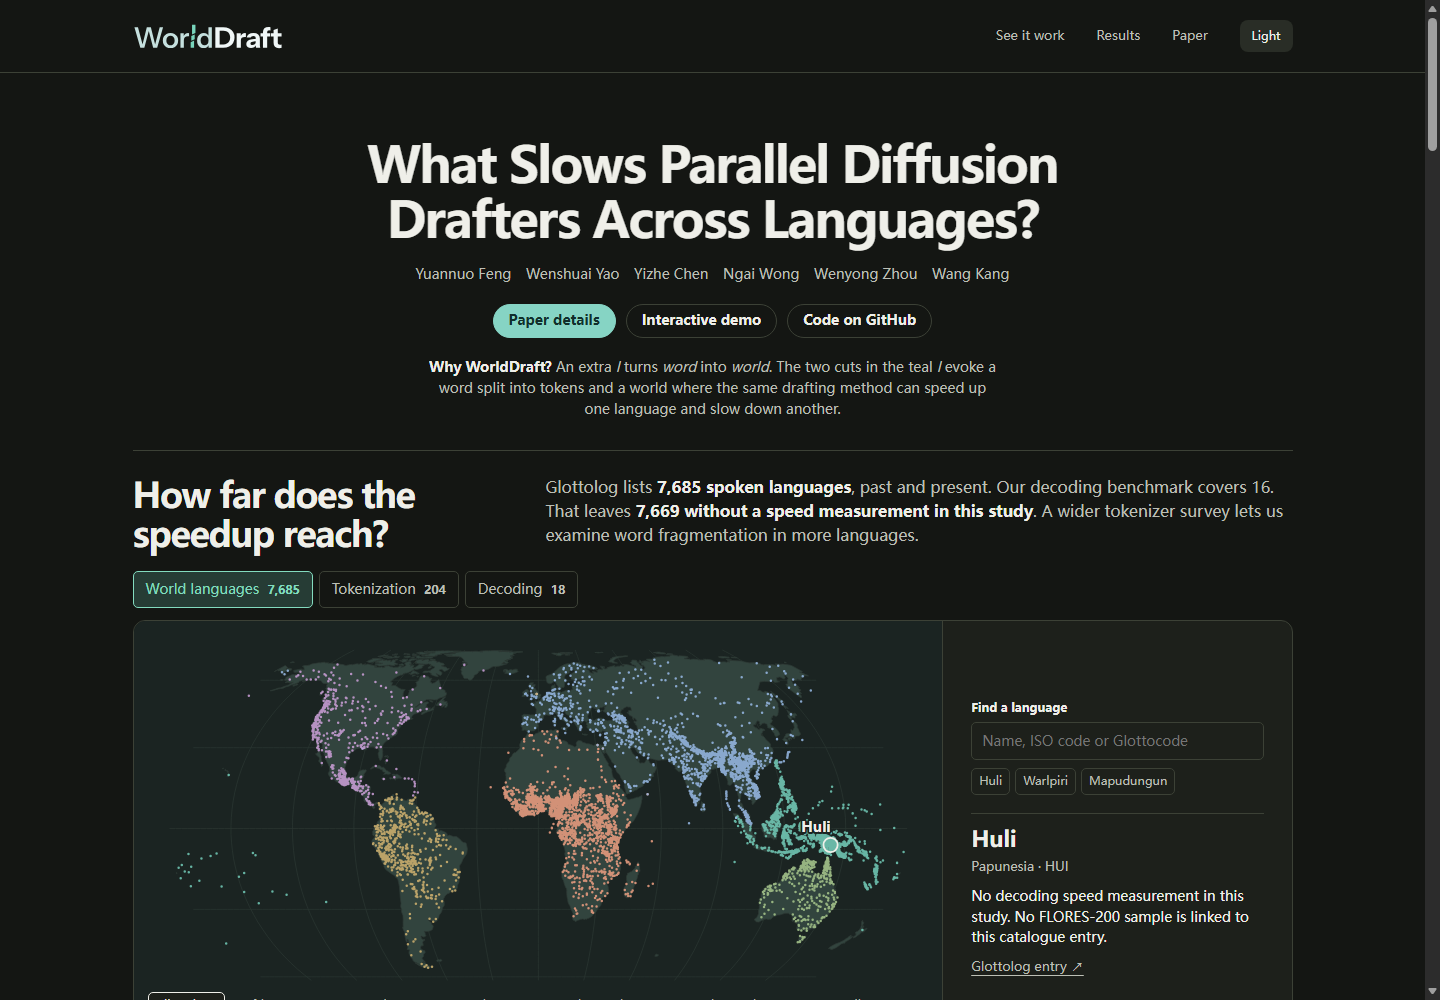 WorldDraft
See it work
Results
Paper
Light
What Slows Parallel Diffusion
Drafters Across Languages?
Yuannuo Feng Wenshuai Yao Yizhe Chen Ngai Wong Wenyong Zhou Wang Kang
Paper details
Interactive demo
Code on GitHub
Why WorldDraft? An extra l turns word into world. The two cuts in the teal l evoke a
word split into tokens and a world where the same drafting method can speed up
one language and slow down another.
How far does the
speedup reach?
Glottolog lists 7,685 spoken languages, past and present. Our decoding benchmark covers 16.
That leaves 7,669 without a speed measurement in this study. A wider tokenizer survey lets us
examine word fragmentation in more languages.
World languages 7,685
Tokenization 204
Decoding 18
Huli
Find a language
Name, ISO code or Glottocode
Huli
Warlpiri
Mapudungun
Huli
Papunesia · HUI
No decoding speed measurement in this
study. No FLORES-200 sample is linked to
this catalogue entry.
Glottolog entry ↗